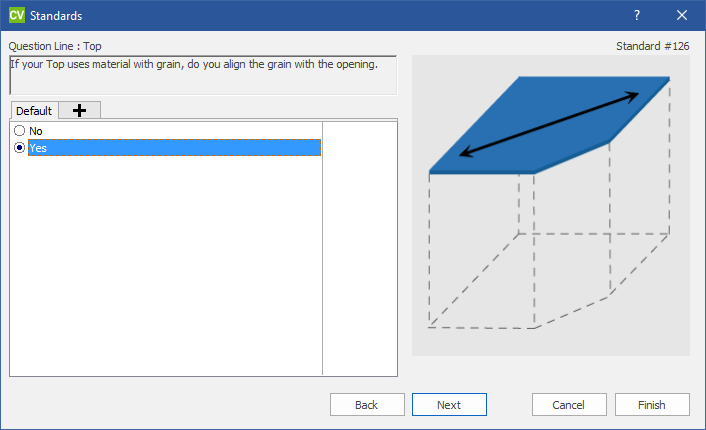 CV Standards
Question Line : Top
Standard #126
If your Top uses material with grain, do you align the grain with the opening.
Default
No
Yes
Back
Next
Cancel
Finish